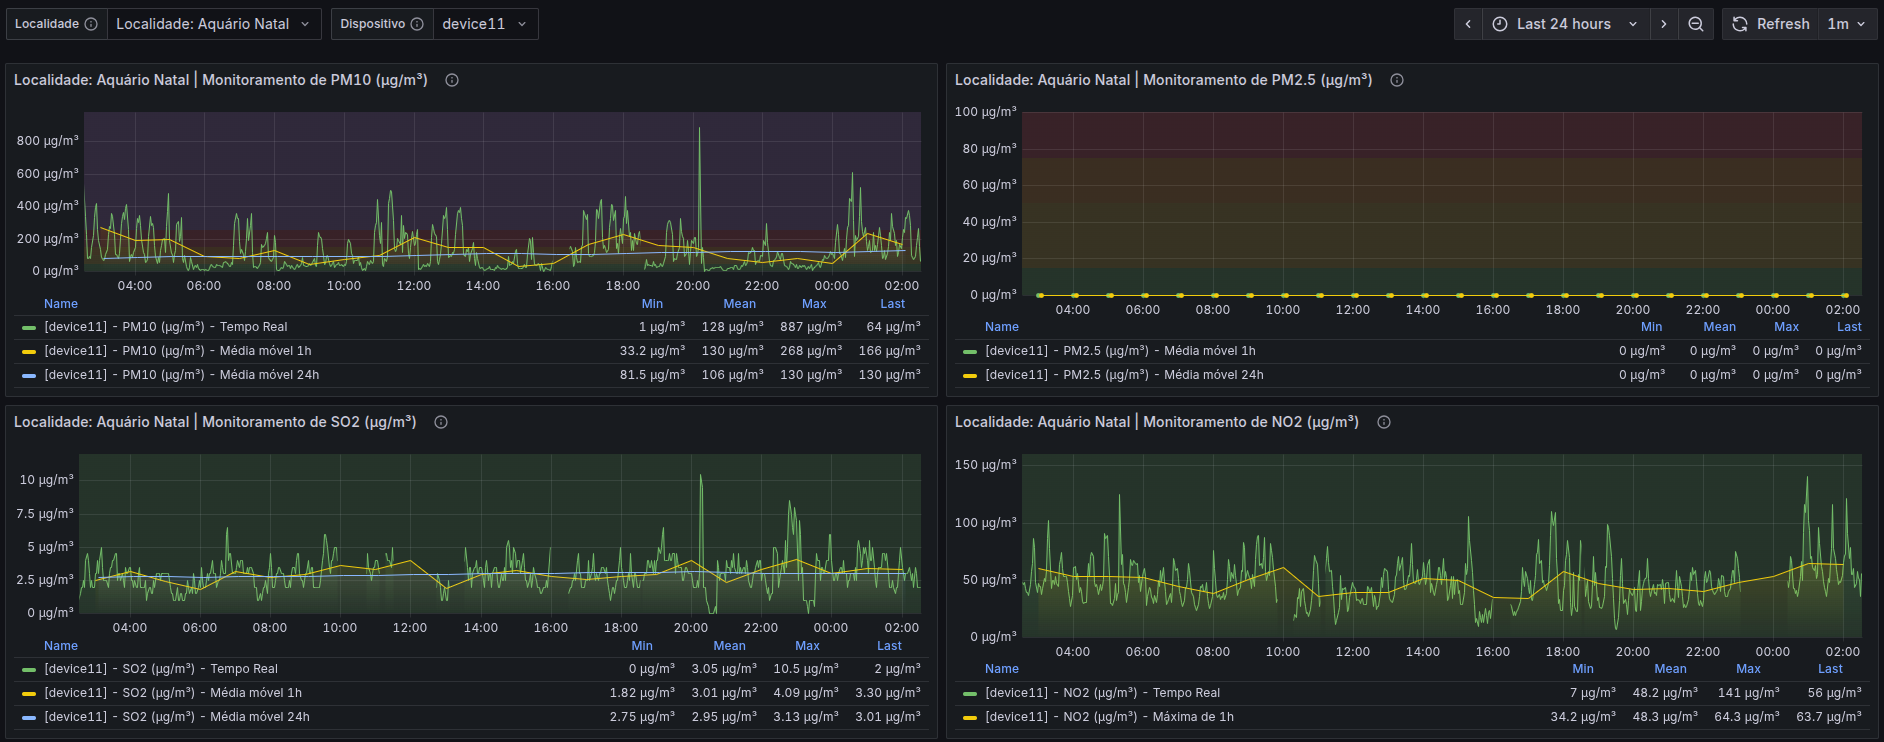 Localidade Localidade: Aquário Natal Dispositivo device11 Last 24 hours Refresh 1m
Localidade: Aquário Natal | Monitoramento de PM10 (µg/m³)
800 µg/m³
600 µg/m³
400 µg/m³
200 µg/m³
0 µg/m³
04:00 06:00 08:00 10:00 12:00 14:00 16:00 18:00 20:00 22:00 00:00 02:00
Name Min Mean Max Last
[device11] - PM10 (µg/m³) - Tempo Real 1 µg/m³ 128 µg/m³ 887 µg/m³ 64 µg/m³
[device11] - PM10 (µg/m³) - Média móvel 1h 33.2 µg/m³ 130 µg/m³ 268 µg/m³ 166 µg/m³
[device11] - PM10 (µg/m³) - Média móvel 24h 81.5 µg/m³ 106 µg/m³ 130 µg/m³ 130 µg/m³
Localidade: Aquário Natal | Monitoramento de PM2.5 (µg/m³)
100 µg/m³
80 µg/m³
60 µg/m³
40 µg/m³
20 µg/m³
0 µg/m³
04:00 06:00 08:00 10:00 12:00 14:00 16:00 18:00 20:00 22:00 00:00 02:00
Name Min Mean Max Last
[device11] - PM2.5 (µg/m³) - Média móvel 1h 0 µg/m³ 0 µg/m³ 0 µg/m³ 0 µg/m³
[device11] - PM2.5 (µg/m³) - Média móvel 24h 0 µg/m³ 0 µg/m³ 0 µg/m³ 0 µg/m³
Localidade: Aquário Natal | Monitoramento de SO2 (µg/m³)
10 µg/m³
7.5 µg/m³
5 µg/m³
2.5 µg/m³
0 µg/m³
04:00 06:00 08:00 10:00 12:00 14:00 16:00 18:00 20:00 22:00 00:00 02:00
Name Min Mean Max Last
[device11] - SO2 (µg/m³) - Tempo Real 0 µg/m³ 3.05 µg/m³ 10.5 µg/m³ 2 µg/m³
[device11] - SO2 (µg/m³) - Média móvel 1h 1.82 µg/m³ 3.01 µg/m³ 4.09 µg/m³ 3.30 µg/m³
[device11] - SO2 (µg/m³) - Média móvel 24h 2.75 µg/m³ 2.95 µg/m³ 3.13 µg/m³ 3.01 µg/m³
Localidade: Aquário Natal | Monitoramento de NO2 (µg/m³)
150 µg/m³
100 µg/m³
50 µg/m³
0 µg/m³
04:00 06:00 08:00 10:00 12:00 14:00 16:00 18:00 20:00 22:00 00:00 02:00
Name Min Mean Max Last
[device11] - NO2 (µg/m³) - Tempo Real 7 µg/m³ 48.2 µg/m³ 141 µg/m³ 56 µg/m³
[device11] - NO2 (µg/m³) - Máxima de 1h 34.2 µg/m³ 48.3 µg/m³ 64.3 µg/m³ 63.7 µg/m³